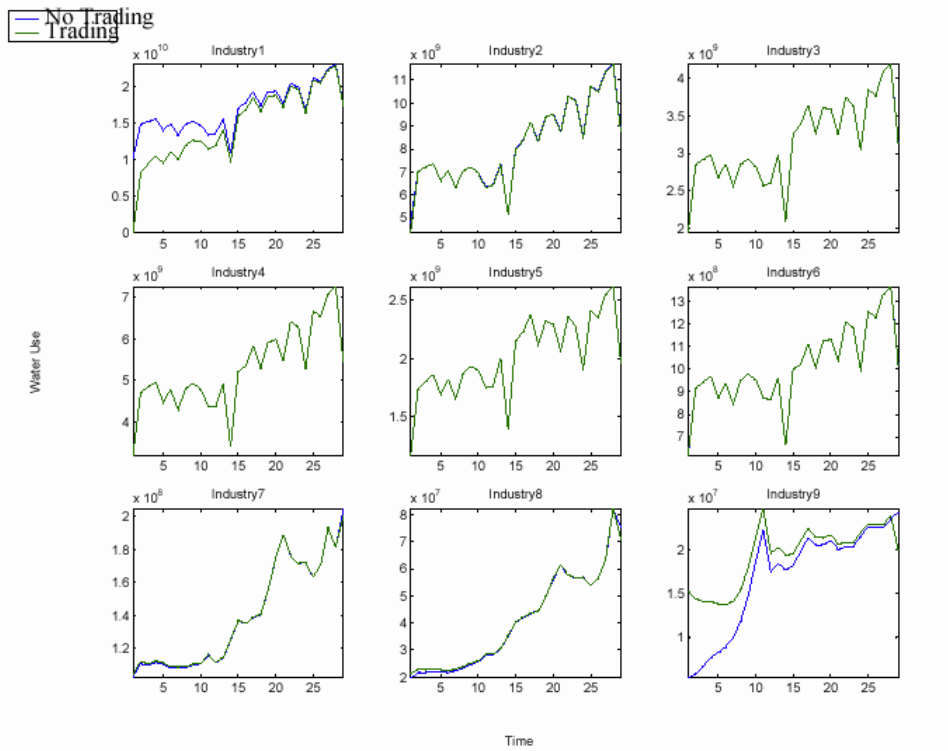 No Trading
Trading
x 10^10 Industry1
2
1.5
1
0.5
0
5 10 15 20 25
x 10^9 Industry2
11
10
9
8
7
6
5
5 10 15 20 25
x 10^9 Industry3
4
3.5
3
2.5
2
5 10 15 20 25
x 10^9 Industry4
7
6
5
4
5 10 15 20 25
x 10^9 Industry5
2.5
2
1.5
5 10 15 20 25
x 10^8 Industry6
13
12
11
10
9
8
7
5 10 15 20 25
Water Use
x 10^8 Industry7
2
1.8
1.6
1.4
1.2
5 10 15 20 25
x 10^7 Industry8
8
7
6
5
4
3
2
5 10 15 20 25
x 10^7 Industry9
2
1.5
1
5 10 15 20 25
Time